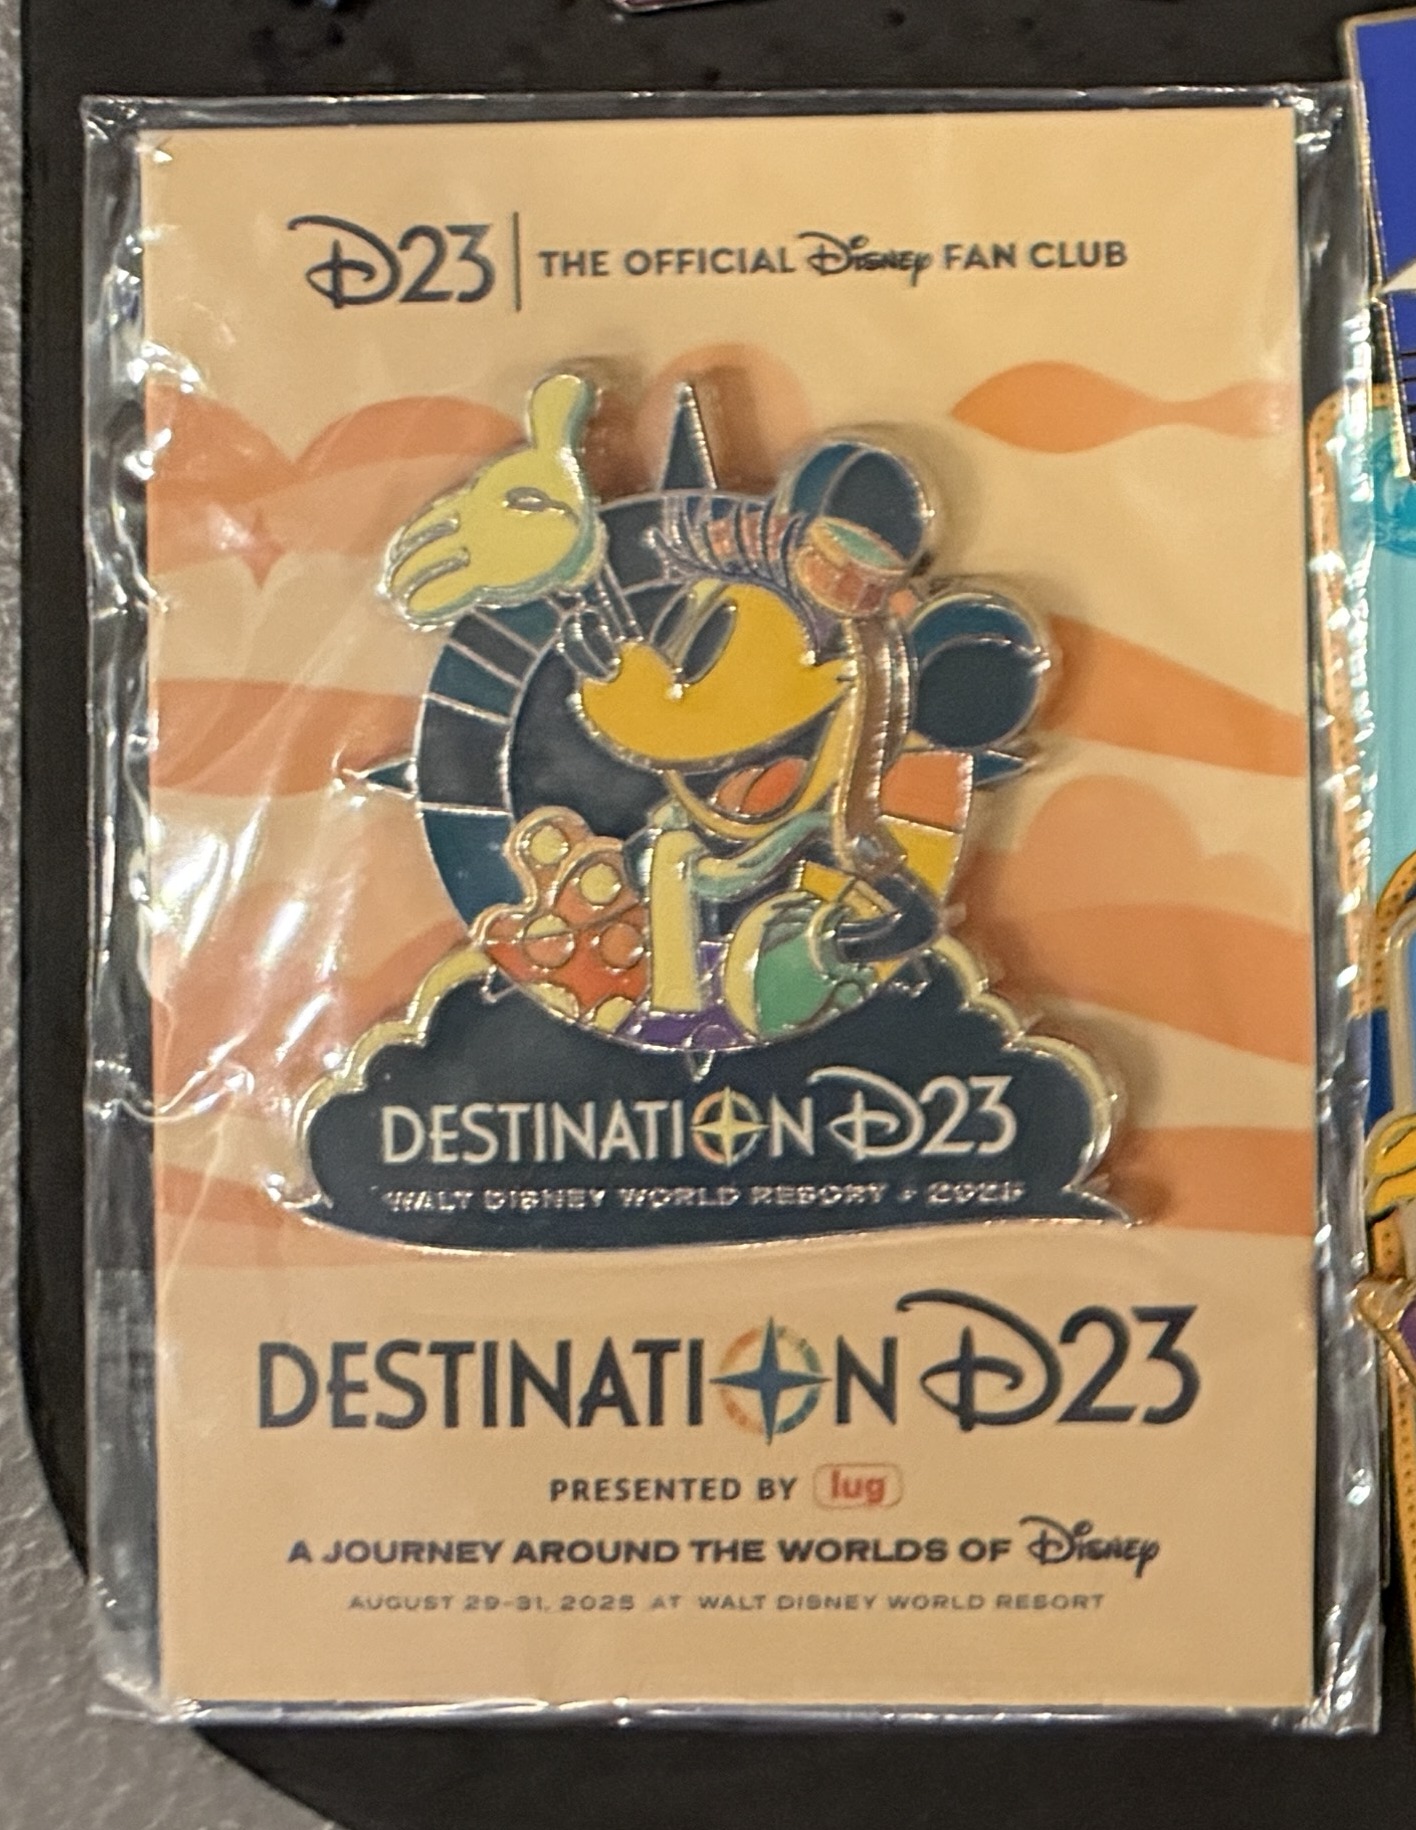 D23 | THE OFFICIAL Disney FAN CLUB
DESTINATION D23
WALT DISNEY WORLD RESORT • 2025
DESTINATION D23
PRESENTED BY lug
A JOURNEY AROUND THE WORLDS OF Disney
AUGUST 29-31, 2025 AT WALT DISNEY WORLD RESORT